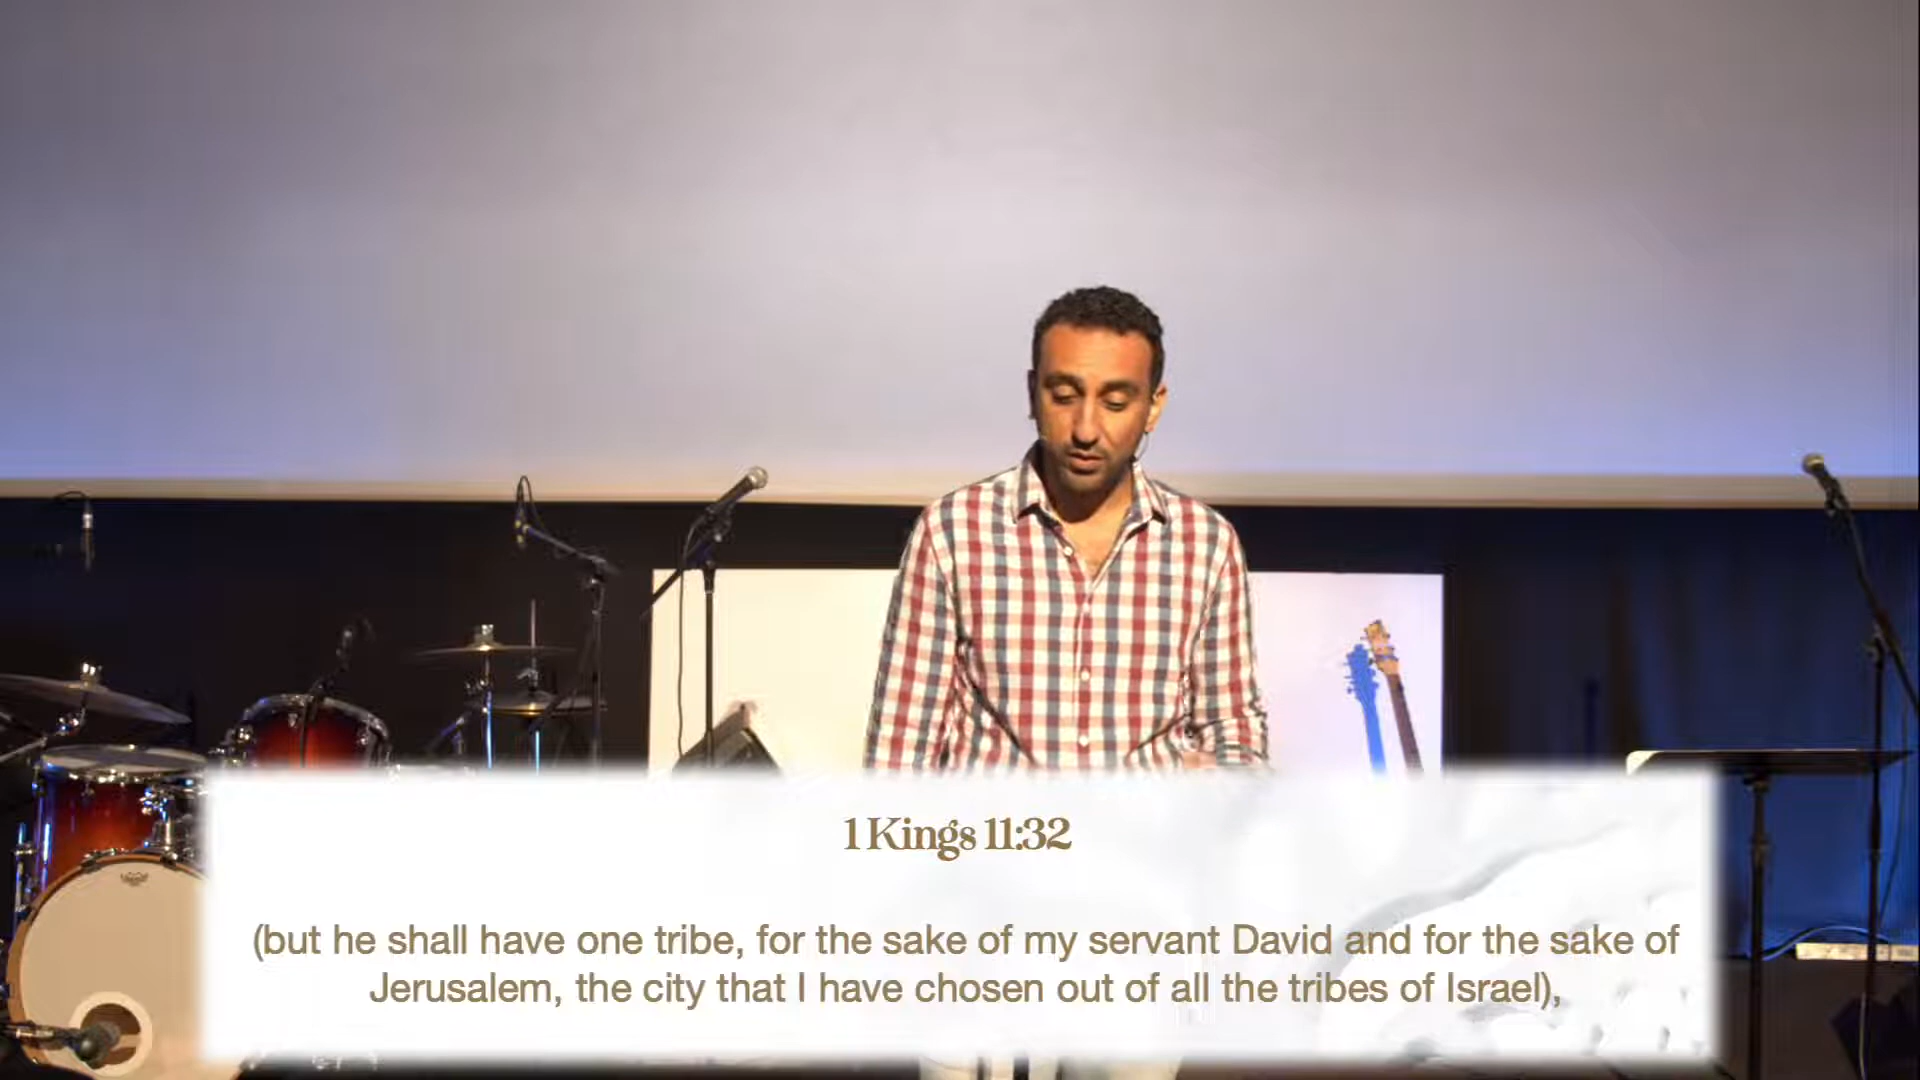 1 Kings 11:32
(but he shall have one tribe, for the sake of my servant David and for the sake of
Jerusalem, the city that I have chosen out of all the tribes of Israel),